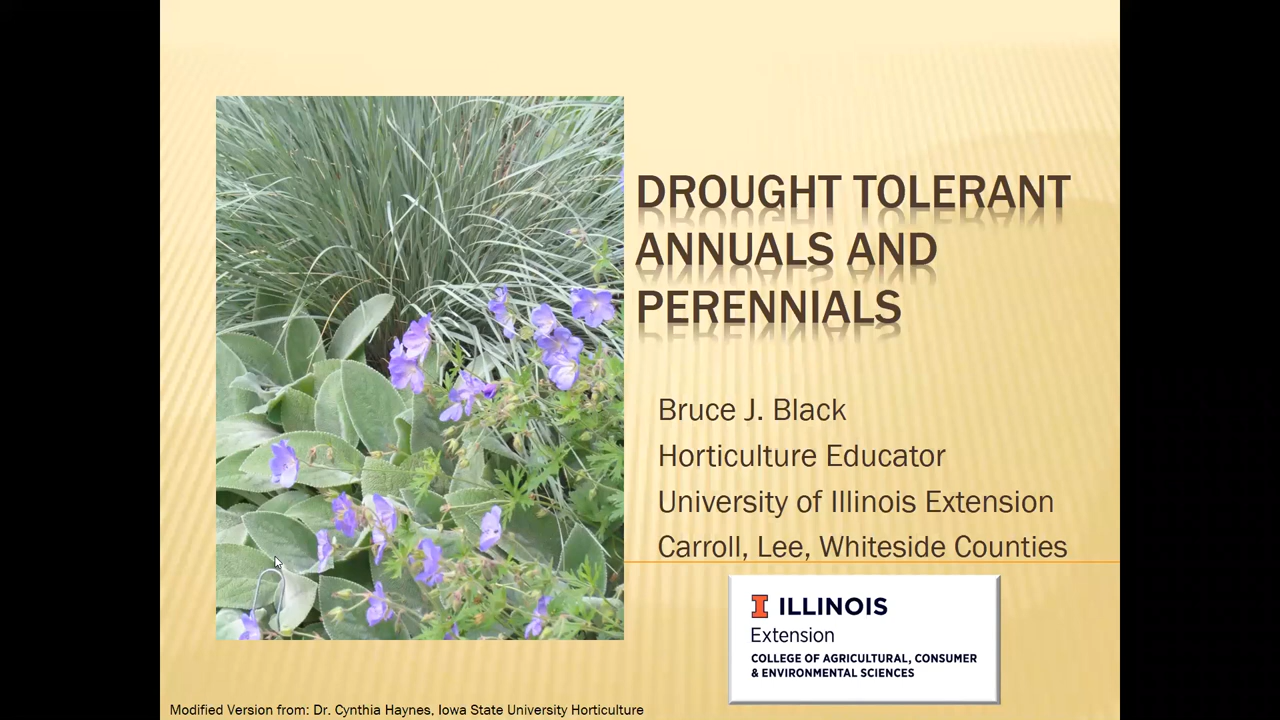 DROUGHT TOLERANT
ANNUALS AND
PERENNIALS
Bruce J. Black
Horticulture Educator
University of Illinois Extension
Carroll, Lee, Whiteside Counties
I ILLINOIS
Extension
COLLEGE OF AGRICULTURAL, CONSUMER
& ENVIRONMENTAL SCIENCES
Modified Version from: Dr. Cynthia Haynes, Iowa State University Horticulture